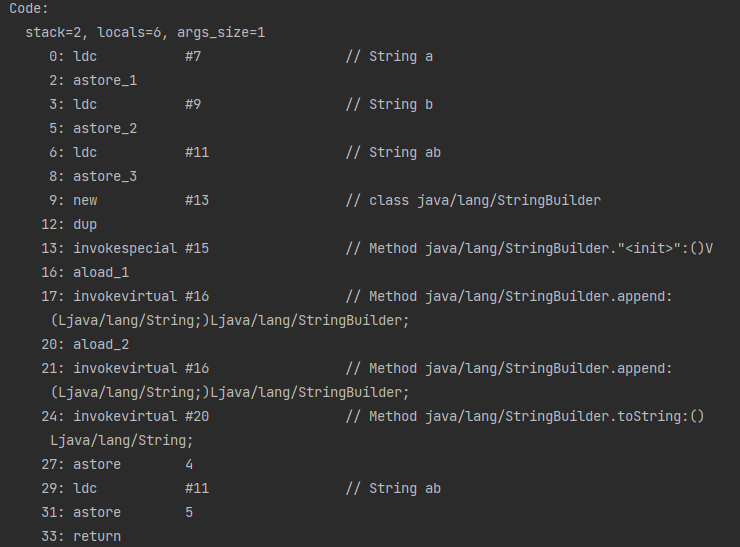 Code:
stack=2, locals=6, args_size=1
0: ldc #7 // String a
2: astore_1
3: ldc #9 // String b
5: astore_2
6: ldc #11 // String ab
8: astore_3
9: new #13 // class java/lang/StringBuilder
12: dup
13: invokespecial #15 // Method java/lang/StringBuilder."<init>":()V
16: aload_1
17: invokevirtual #16 // Method java/lang/StringBuilder.append:
(Ljava/lang/String;)Ljava/lang/StringBuilder;
20: aload_2
21: invokevirtual #16 // Method java/lang/StringBuilder.append:
(Ljava/lang/String;)Ljava/lang/StringBuilder;
24: invokevirtual #20 // Method java/lang/StringBuilder.toString:()
Ljava/lang/String;
27: astore 4
29: ldc #11 // String ab
31: astore 5
33: return